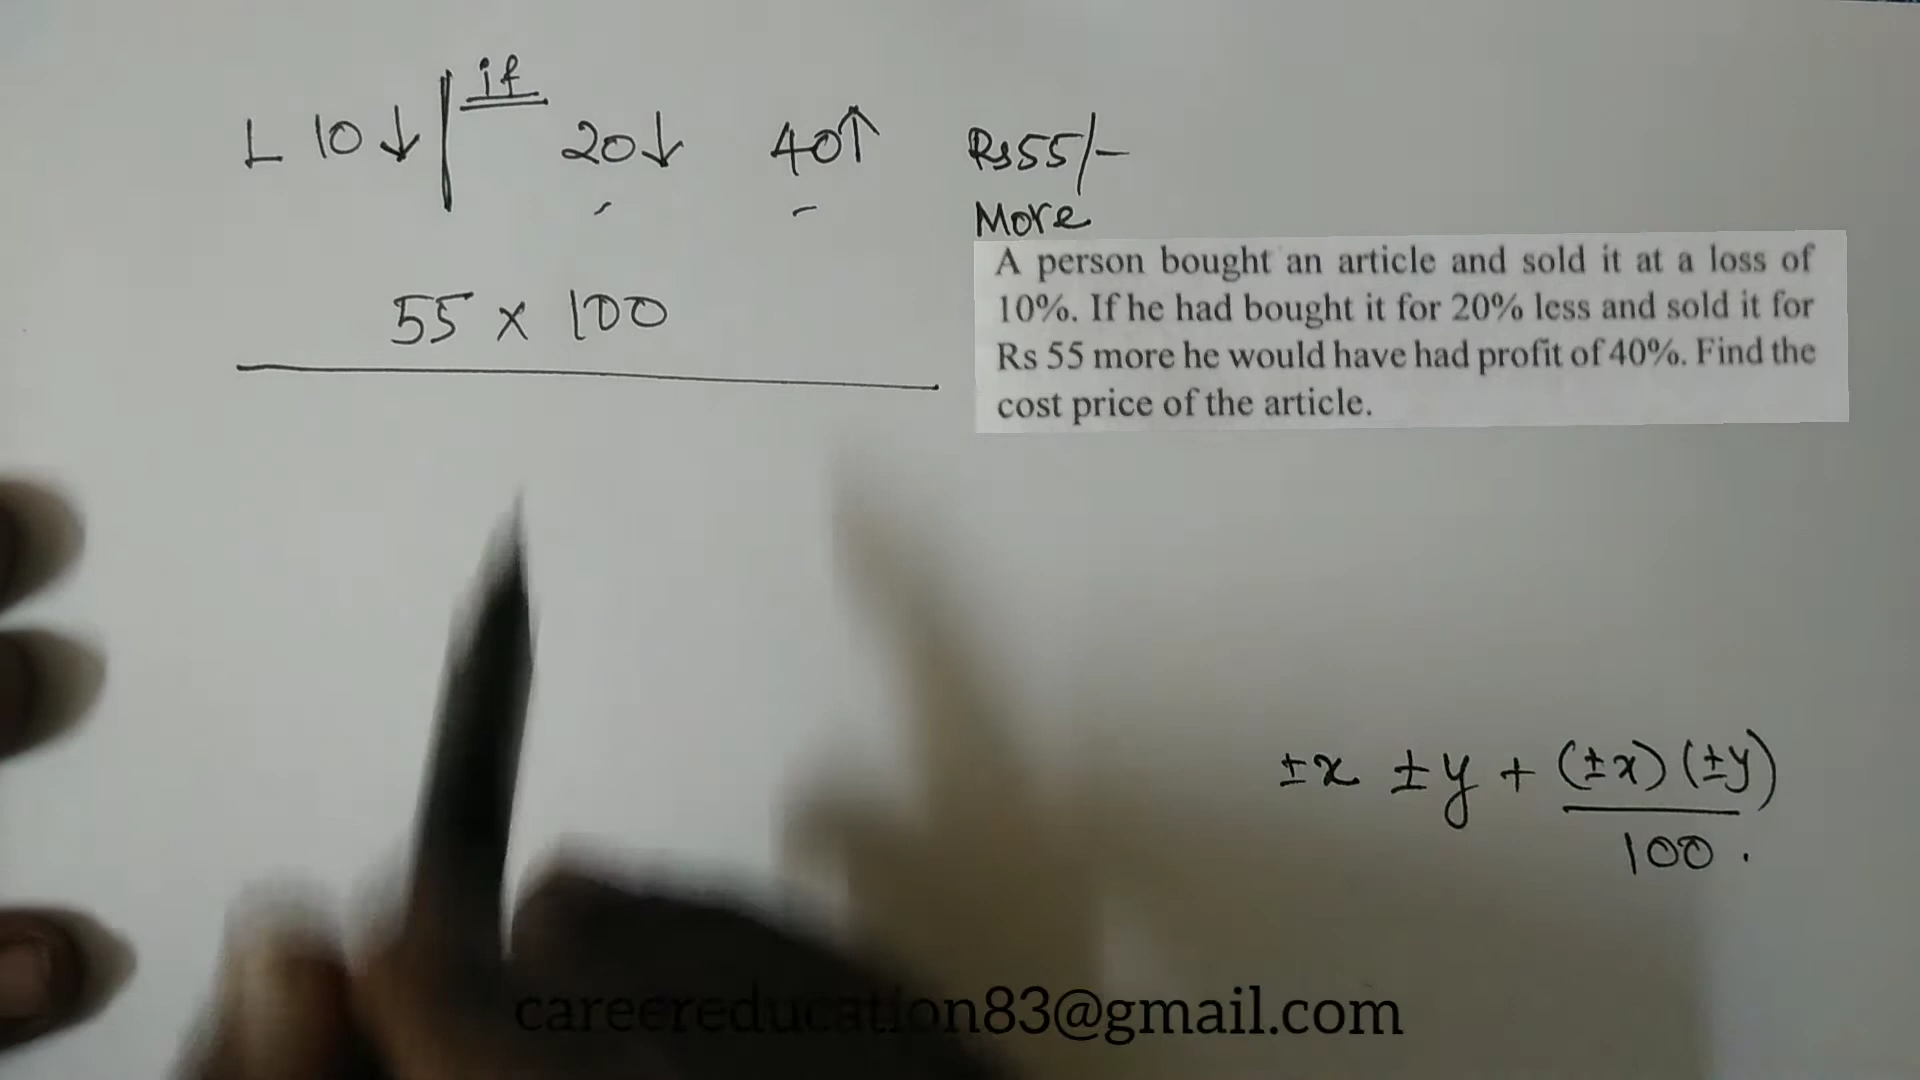 if
L 10↓ | 20↓ 40↑ Rs55/-
More
55 x 100
A person bought an article and sold it at a loss of
10%. If he had bought it for 20% less and sold it for
Rs 55 more he would have had profit of 40%. Find the
cost price of the article.
±x ±y + (±x)(±y)
100.
careereducation83@gmail.com